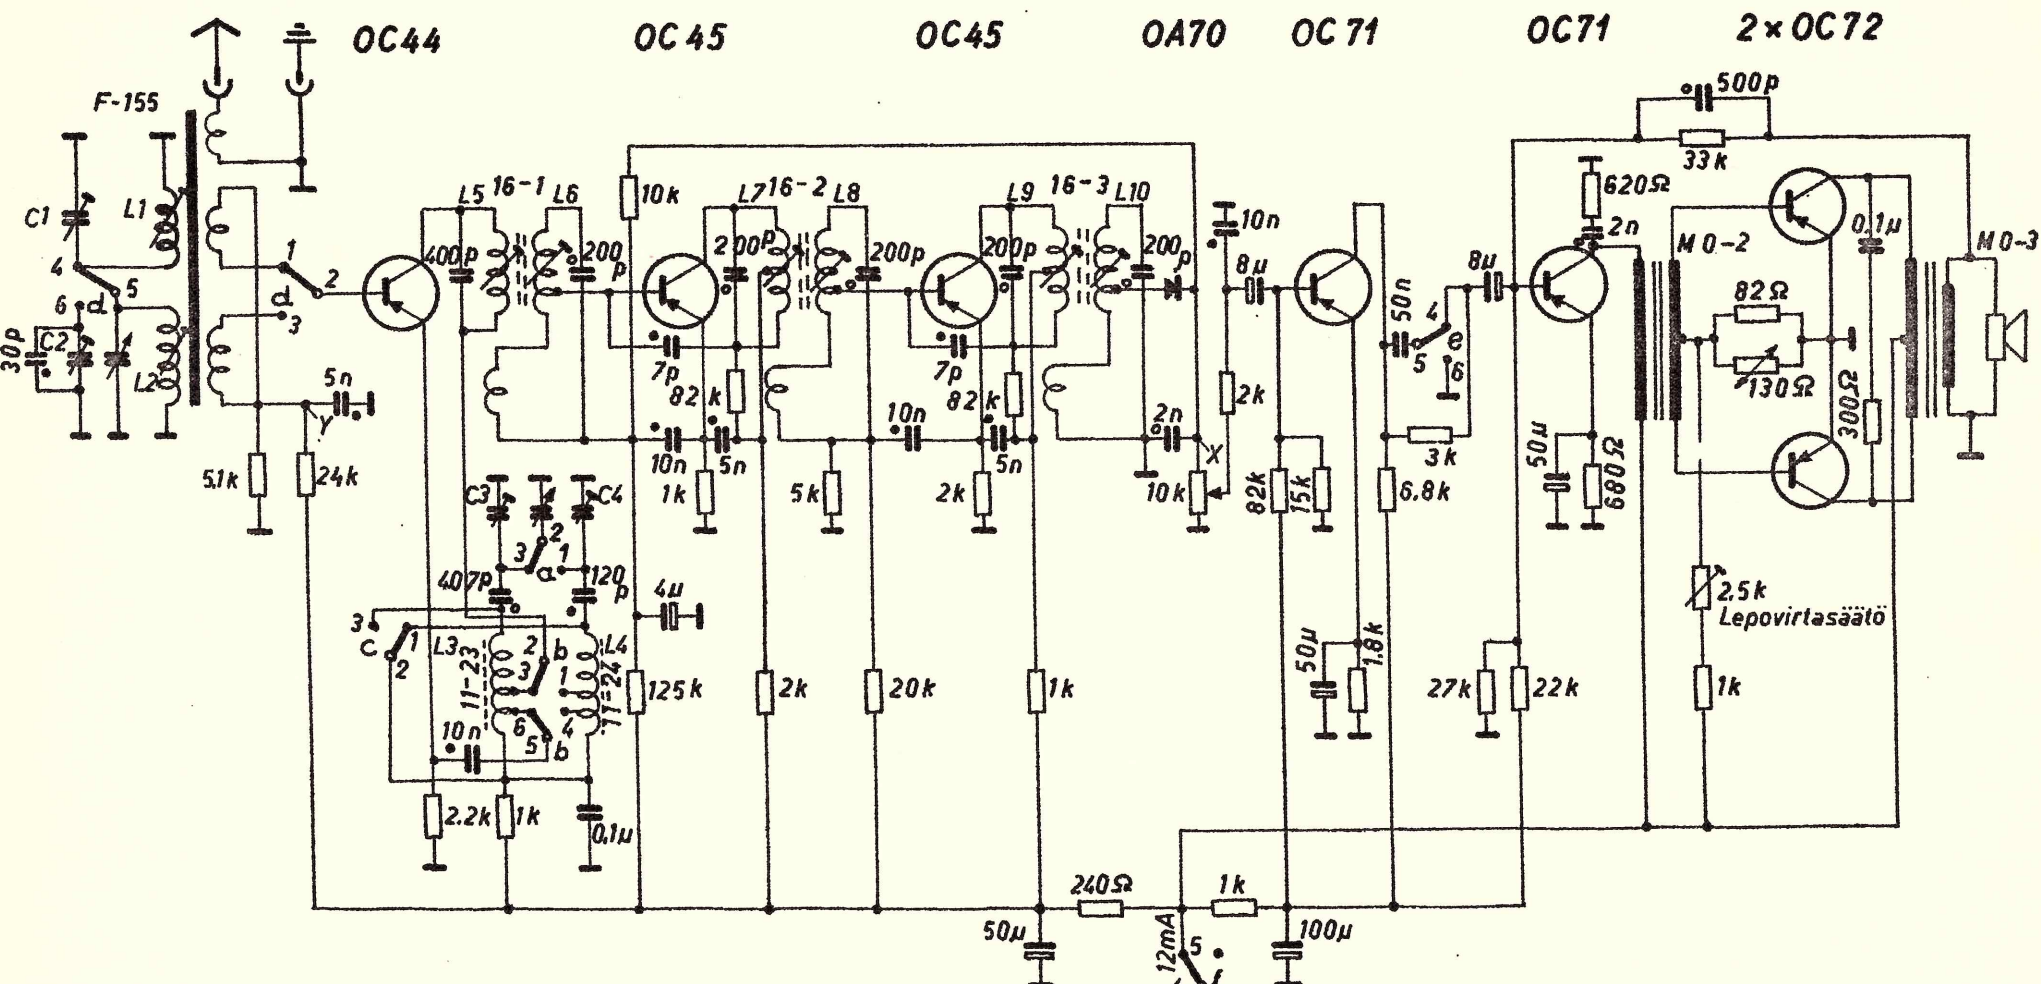 OC44 OC45 OC45 OA70 OC71 OC71 2×OC72
F-155
500p
33k
C1 L1
4 5
6 d
30p C2 L2
1 2
d 3
5n
Y
5.1k 24k
L5 16-1 L6
400p 200p
10k
L7 16-2 L8
200p 200p
7p 82k
10n 5n
1k 5k
L9 16-3 L10
200p 200p
7p 82k
10n 5n
2k
2n X
10k
10n
8µ
2k
82k 15k
50n 4 e 5 6
3k
6.8k
8µ
620Ω
2n
MO-2
82Ω
130Ω
0.1µ
300Ω
MO-3
50µ 680Ω
C3 C4
2 3 1 a
407p 120p
4µ
3 1 c 2
L3 11-23
2 b 3 1
L4 11-24
6 4 5 b
10n
2.2k 1k 0,1µ
125k 2k 20k 1k
50µ 1.8k
27k 22k
2.5k
Lepovirtasäätö
1k
240Ω 1k
50µ 12mA 5 f 100µ